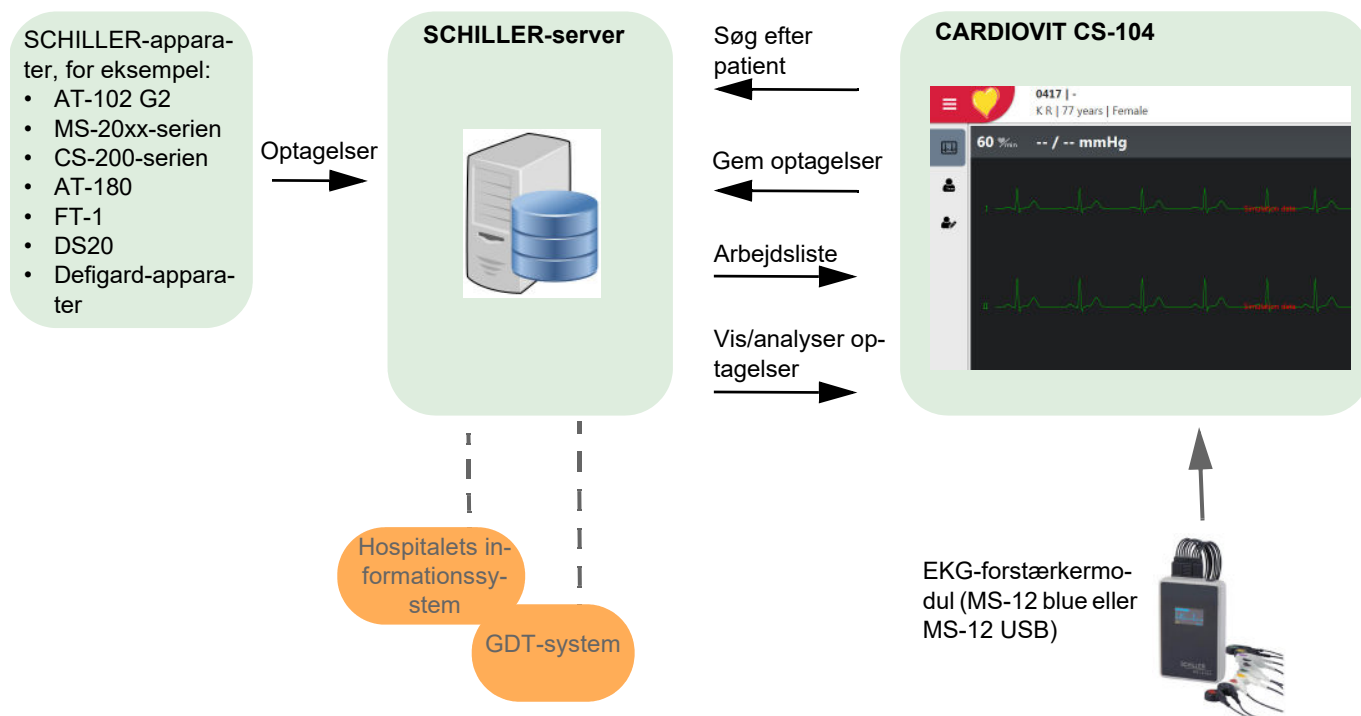 SCHILLER-appara-
ter, for eksempel:
• AT-102 G2
• MS-20xx-serien
• CS-200-serien
• AT-180
• FT-1
• DS20
• Defigard-appara-
ter
Optagelser
SCHILLER-server
Søg efter
patient
Gem optagelser
Arbejdsliste
Vis/analyser op-
tagelser
CARDIOVIT CS-104
0417 | -
K R | 77 years | Female
60 -- / -- mmHg
I
II
Hospitalets in-
formationssy-
stem
GDT-system
EKG-forstærkermo-
dul (MS-12 blue eller
MS-12 USB)
SCHILLER